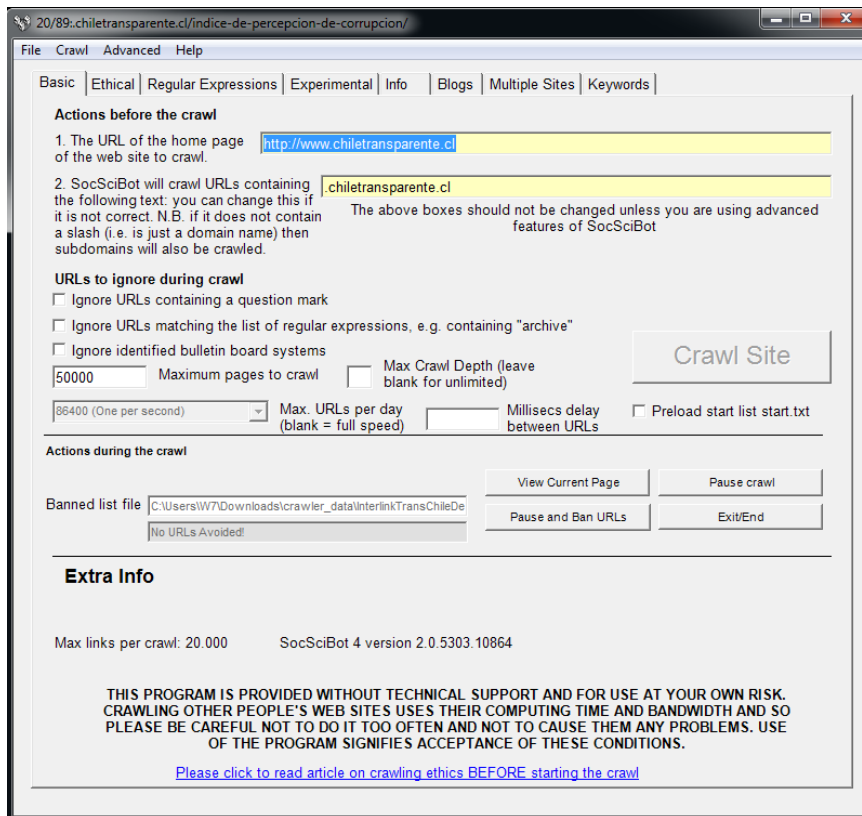 20/89:.chiletransparente.cl/indice-de-percepcion-de-corrupcion/
File Crawl Advanced Help
Basic Ethical Regular Expressions Experimental Info Blogs Multiple Sites Keywords
Actions before the crawl
1. The URL of the home page
of the web site to crawl.
http://www.chiletransparente.cl
2. SocSciBot will crawl URLs containing
the following text: you can change this if
it is not correct. N.B. if it does not contain
a slash (i.e. is just a domain name) then
subdomains will also be crawled.
.chiletransparente.cl
The above boxes should not be changed unless you are using advanced
features of SocSciBot
URLs to ignore during crawl
Ignore URLs containing a question mark
Ignore URLs matching the list of regular expressions, e.g. containing "archive"
Ignore identified bulletin board systems
50000 Maximum pages to crawl
Max Crawl Depth (leave
blank for unlimited)
Crawl Site
86400 (One per second)
Max. URLs per day
(blank = full speed)
Millisecs delay
between URLs
Preload start list start.txt
Actions during the crawl
View Current Page Pause crawl
Banned list file C:\Users\W7\Downloads\crawler_data\InterlinkTransChileDe
Pause and Ban URLs Exit/End
No URLs Avoided!
Extra Info
Max links per crawl: 20.000 SocSciBot 4 version 2.0.5303.10864
THIS PROGRAM IS PROVIDED WITHOUT TECHNICAL SUPPORT AND FOR USE AT YOUR OWN RISK.
CRAWLING OTHER PEOPLE'S WEB SITES USES THEIR COMPUTING TIME AND BANDWIDTH AND SO
PLEASE BE CAREFUL NOT TO DO IT TOO OFTEN AND NOT TO CAUSE THEM ANY PROBLEMS. USE
OF THE PROGRAM SIGNIFIES ACCEPTANCE OF THESE CONDITIONS.
Please click to read article on crawling ethics BEFORE starting the crawl